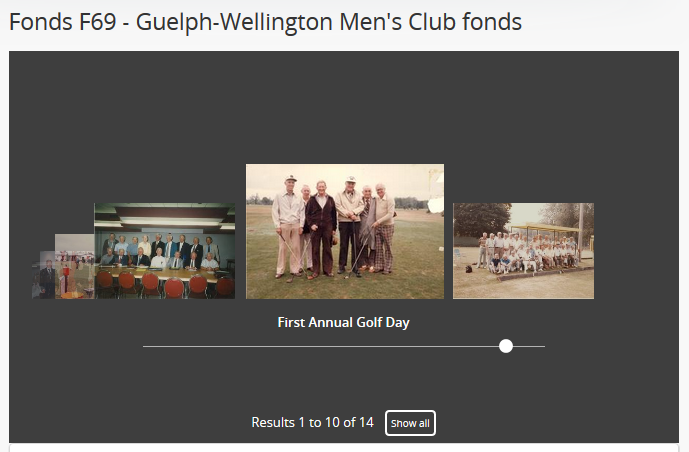 Fonds F69 - Guelph-Wellington Men's Club fonds
First Annual Golf Day
Results 1 to 10 of 14 Show all